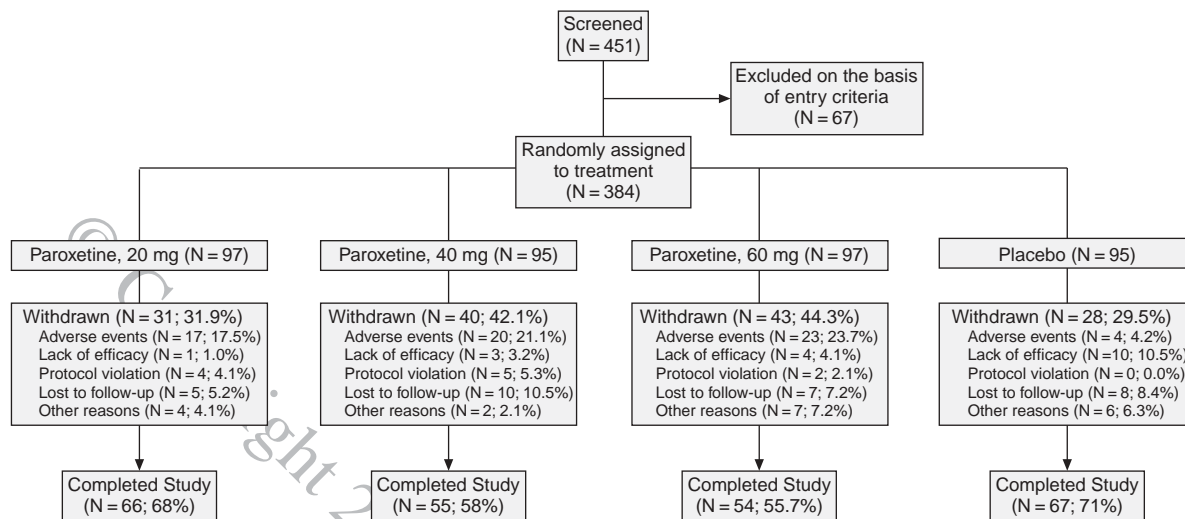 Screened
(N = 451)
Excluded on the basis
of entry criteria
(N = 67)
Randomly assigned
to treatment
(N = 384)
Paroxetine, 20 mg (N = 97)
Paroxetine, 40 mg (N = 95)
Paroxetine, 60 mg (N = 97)
Placebo (N = 95)
Withdrawn (N = 31; 31.9%)
Adverse events (N = 17; 17.5%)
Lack of efficacy (N = 1; 1.0%)
Protocol violation (N = 4; 4.1%)
Lost to follow-up (N = 5; 5.2%)
Other reasons (N = 4; 4.1%)
Withdrawn (N = 40; 42.1%)
Adverse events (N = 20; 21.1%)
Lack of efficacy (N = 3; 3.2%)
Protocol violation (N = 5; 5.3%)
Lost to follow-up (N = 10; 10.5%)
Other reasons (N = 2; 2.1%)
Withdrawn (N = 43; 44.3%)
Adverse events (N = 23; 23.7%)
Lack of efficacy (N = 4; 4.1%)
Protocol violation (N = 2; 2.1%)
Lost to follow-up (N = 7; 7.2%)
Other reasons (N = 7; 7.2%)
Withdrawn (N = 28; 29.5%)
Adverse events (N = 4; 4.2%)
Lack of efficacy (N =10; 10.5%)
Protocol violation (N = 0; 0.0%)
Lost to follow-up (N = 8; 8.4%)
Other reasons (N = 6; 6.3%)
Completed Study
(N = 66; 68%)
Completed Study
(N = 55; 58%)
Completed Study
(N = 54; 55.7%)
Completed Study
(N = 67; 71%)